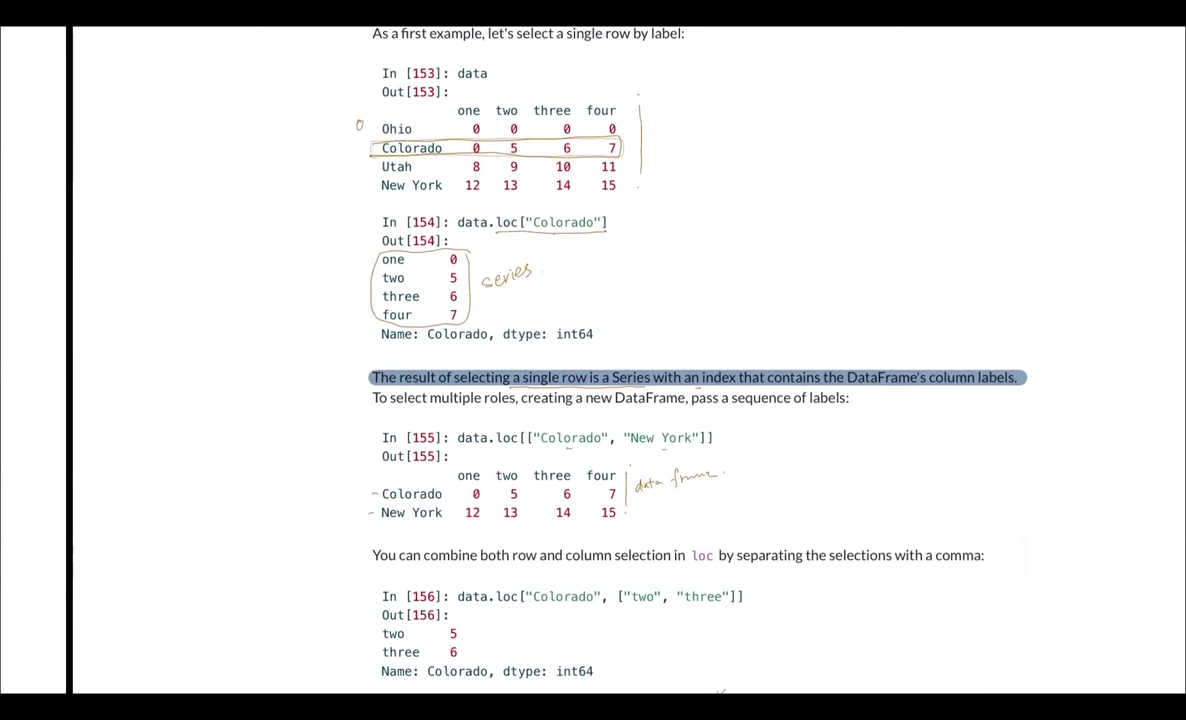 As a first example, let's select a single row by label:
In [153]: data
Out[153]:
one two three four
0
Ohio 0 0 0 0
Colorado 0 5 6 7
Utah 8 9 10 11
New York 12 13 14 15
In [154]: data.loc["Colorado"]
Out[154]:
one 0
two 5
series
three 6
four 7
Name: Colorado, dtype: int64
The result of selecting a single row is a Series with an index that contains the DataFrame's column labels.
To select multiple roles, creating a new DataFrame, pass a sequence of labels:
In [155]: data.loc[["Colorado", "New York"]]
Out[155]:
one two three four
data frame
Colorado 0 5 6 7
New York 12 13 14 15
You can combine both row and column selection in loc by separating the selections with a comma:
In [156]: data.loc["Colorado", ["two", "three"]]
Out[156]:
two 5
three 6
Name: Colorado, dtype: int64